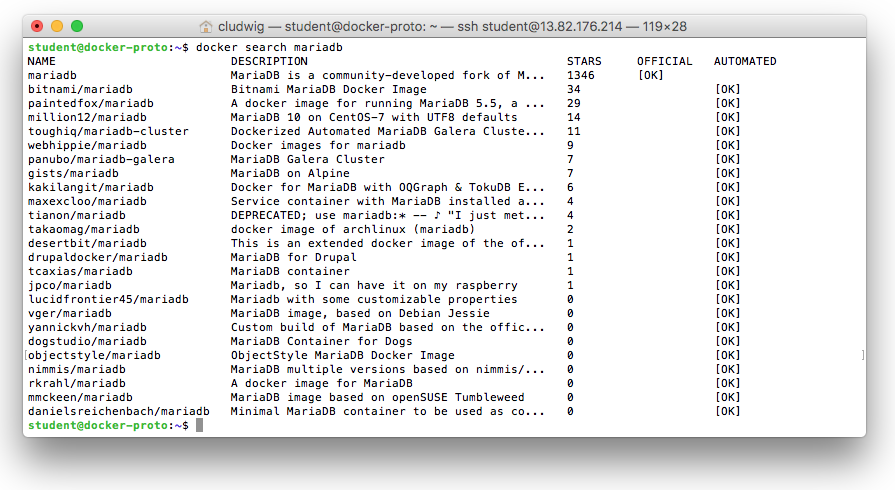 cludwig — student@docker-proto: ~ — ssh student@13.82.176.214 — 119×28
student@docker-proto:~$ docker search mariadb
NAME DESCRIPTION STARS OFFICIAL AUTOMATED
mariadb MariaDB is a community-developed fork of M... 1346 [OK]
bitnami/mariadb Bitnami MariaDB Docker Image 34 [OK]
paintedfox/mariadb A docker image for running MariaDB 5.5, a ... 29 [OK]
million12/mariadb MariaDB 10 on CentOS-7 with UTF8 defaults 14 [OK]
toughiq/mariadb-cluster Dockerized Automated MariaDB Galera Cluste... 11 [OK]
webhippie/mariadb Docker images for mariadb 9 [OK]
panubo/mariadb-galera MariaDB Galera Cluster 7 [OK]
gists/mariadb MariaDB on Alpine 7 [OK]
kakilangit/mariadb Docker for MariaDB with OQGraph & TokuDB E... 6 [OK]
maxexcloo/mariadb Service container with MariaDB installed a... 4 [OK]
tianon/mariadb DEPRECATED; use mariadb:* -- ♪ "I just met... 4 [OK]
takaomag/mariadb docker image of archlinux (mariadb) 2 [OK]
desertbit/mariadb This is an extended docker image of the of... 1 [OK]
drupaldocker/mariadb MariaDB for Drupal 1 [OK]
tcaxias/mariadb MariaDB container 1 [OK]
jpco/mariadb Mariadb, so I can have it on my raspberry 1 [OK]
lucidfrontier45/mariadb Mariadb with some customizable properties 0 [OK]
vger/mariadb MariaDB image, based on Debian Jessie 0 [OK]
yannickvh/mariadb Custom build of MariaDB based on the offic... 0 [OK]
dogstudio/mariadb MariaDB Container for Dogs 0 [OK]
objectstyle/mariadb ObjectStyle MariaDB Docker Image 0 [OK]
nimmis/mariadb MariaDB multiple versions based on nimmis/... 0 [OK]
rkrahl/mariadb A docker image for MariaDB 0 [OK]
mmckeen/mariadb MariaDB image based on openSUSE Tumbleweed 0 [OK]
danielsreichenbach/mariadb Minimal MariaDB container to be used as co... 0 [OK]
student@docker-proto:~$